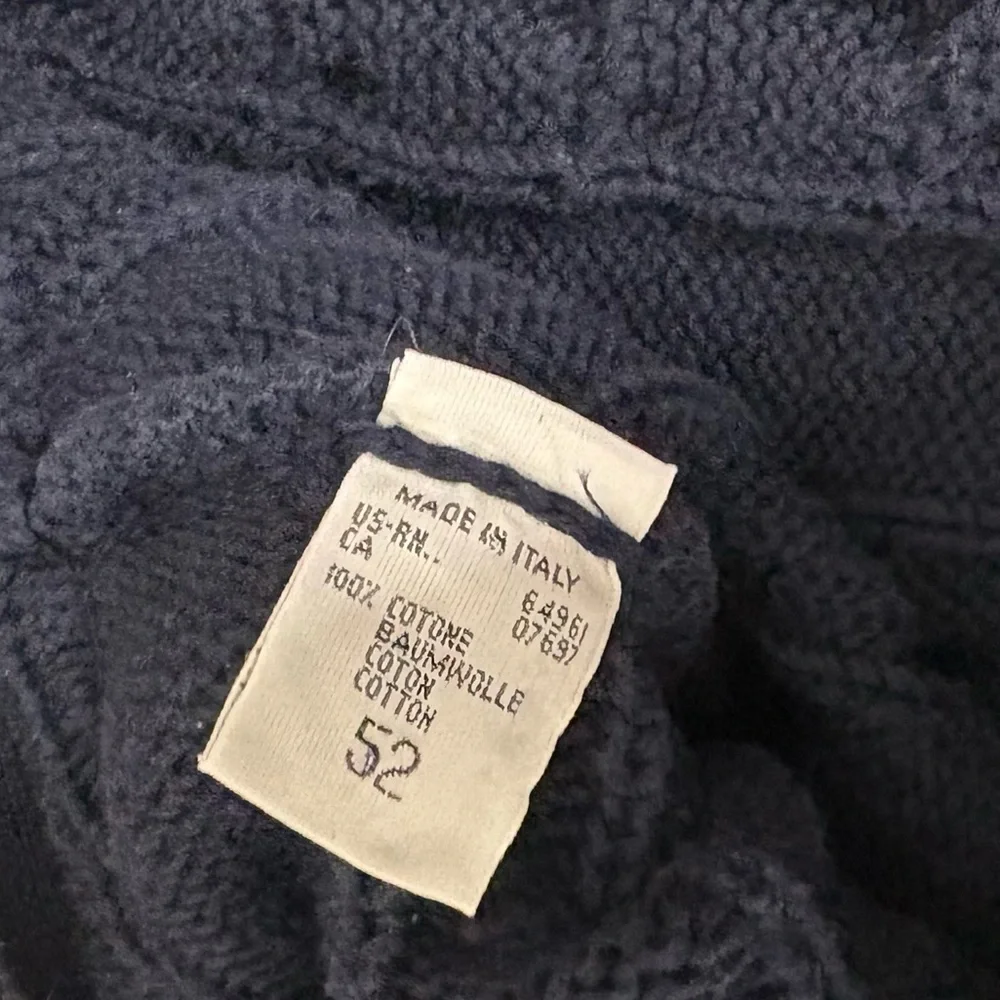 MADE IN ITALY
US-RN.. 64961
CA 07697
100% COTONE
BAUMWOLLE
COTON
COTTON
52